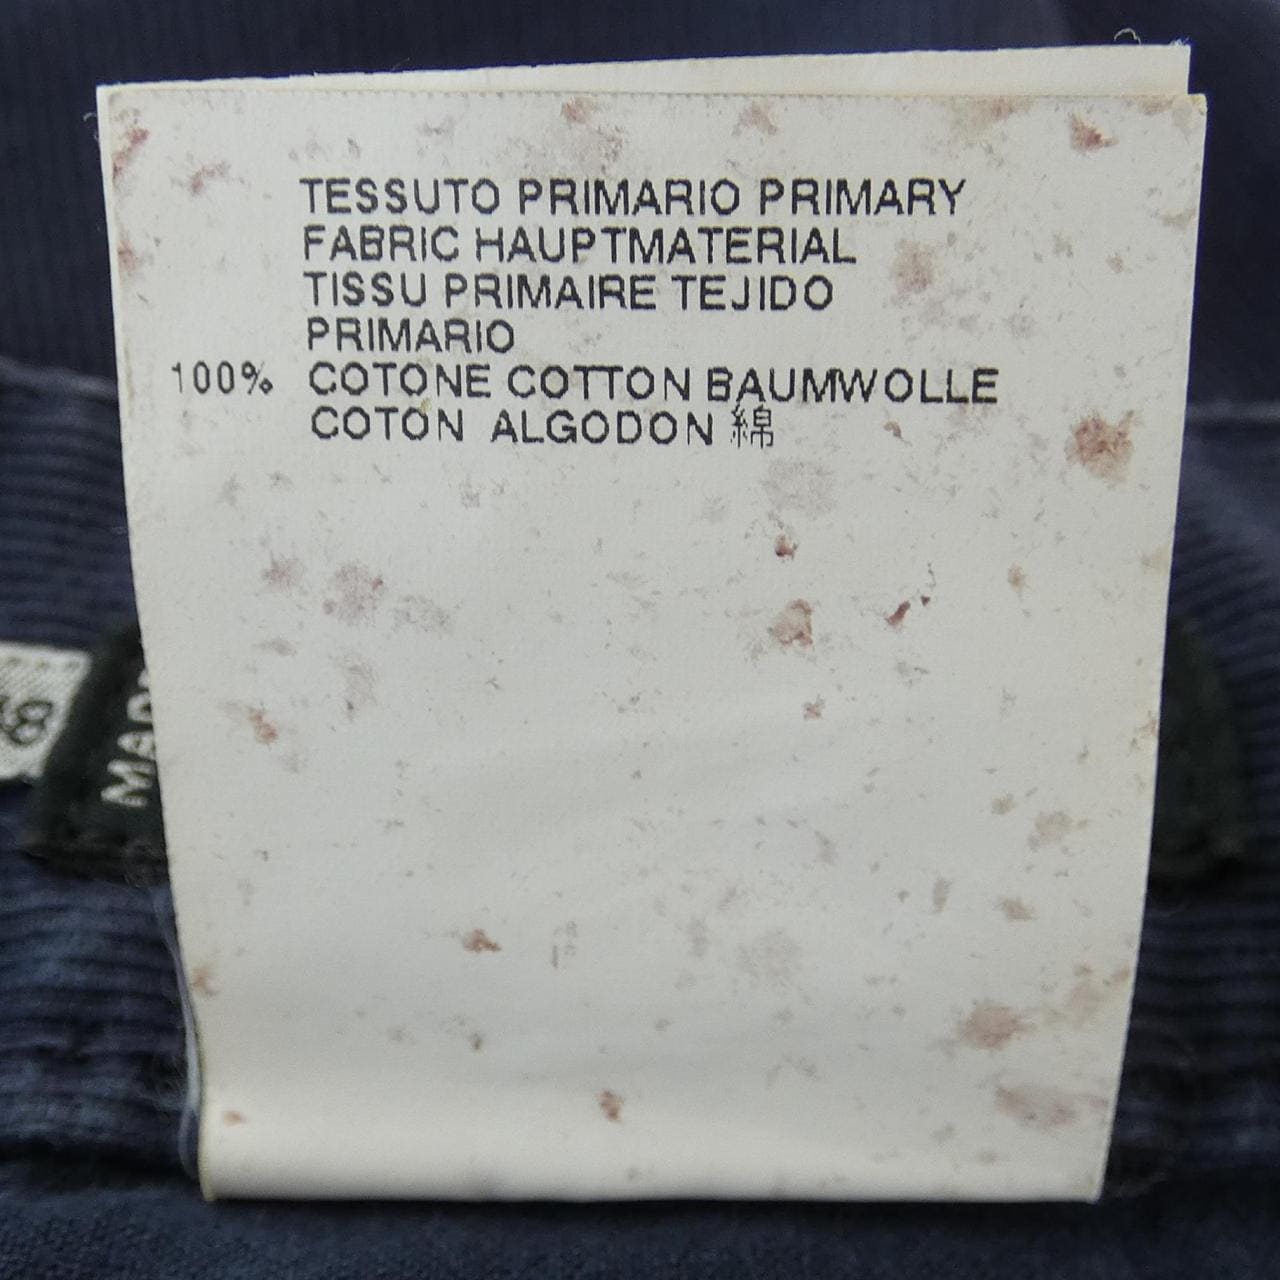 TESSUTO PRIMARIO PRIMARY
FABRIC HAUPTMATERIAL
TISSU PRIMAIRE TEJIDO
PRIMARIO
100% COTONE COTTON BAUMWOLLE
COTON ALGODON 綿